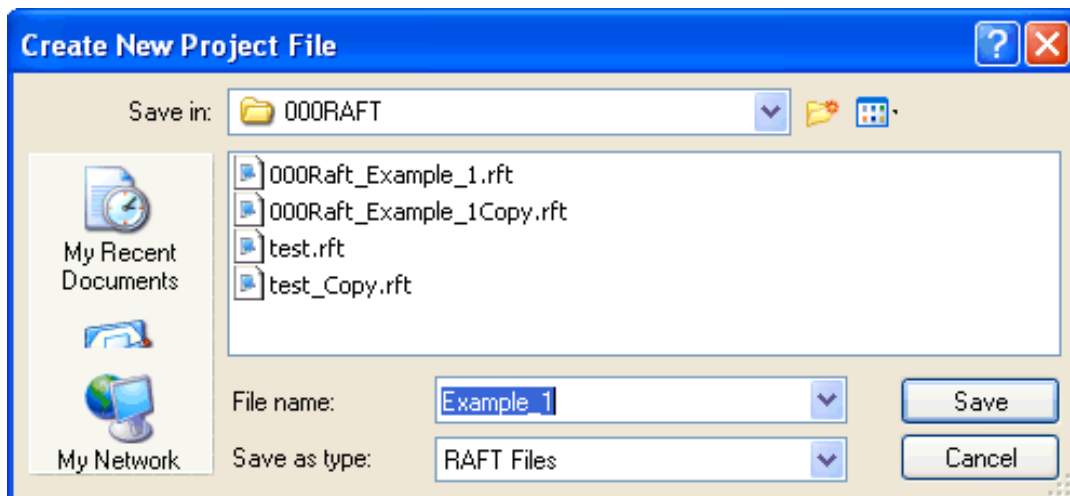 Create New Project File
Save in: 000RAFT
000Raft_Example_1.rft
000Raft_Example_1Copy.rft
test.rft
test_Copy.rft
My Recent
Documents
My Network
File name: Example_1 Save
Save as type: RAFT Files Cancel